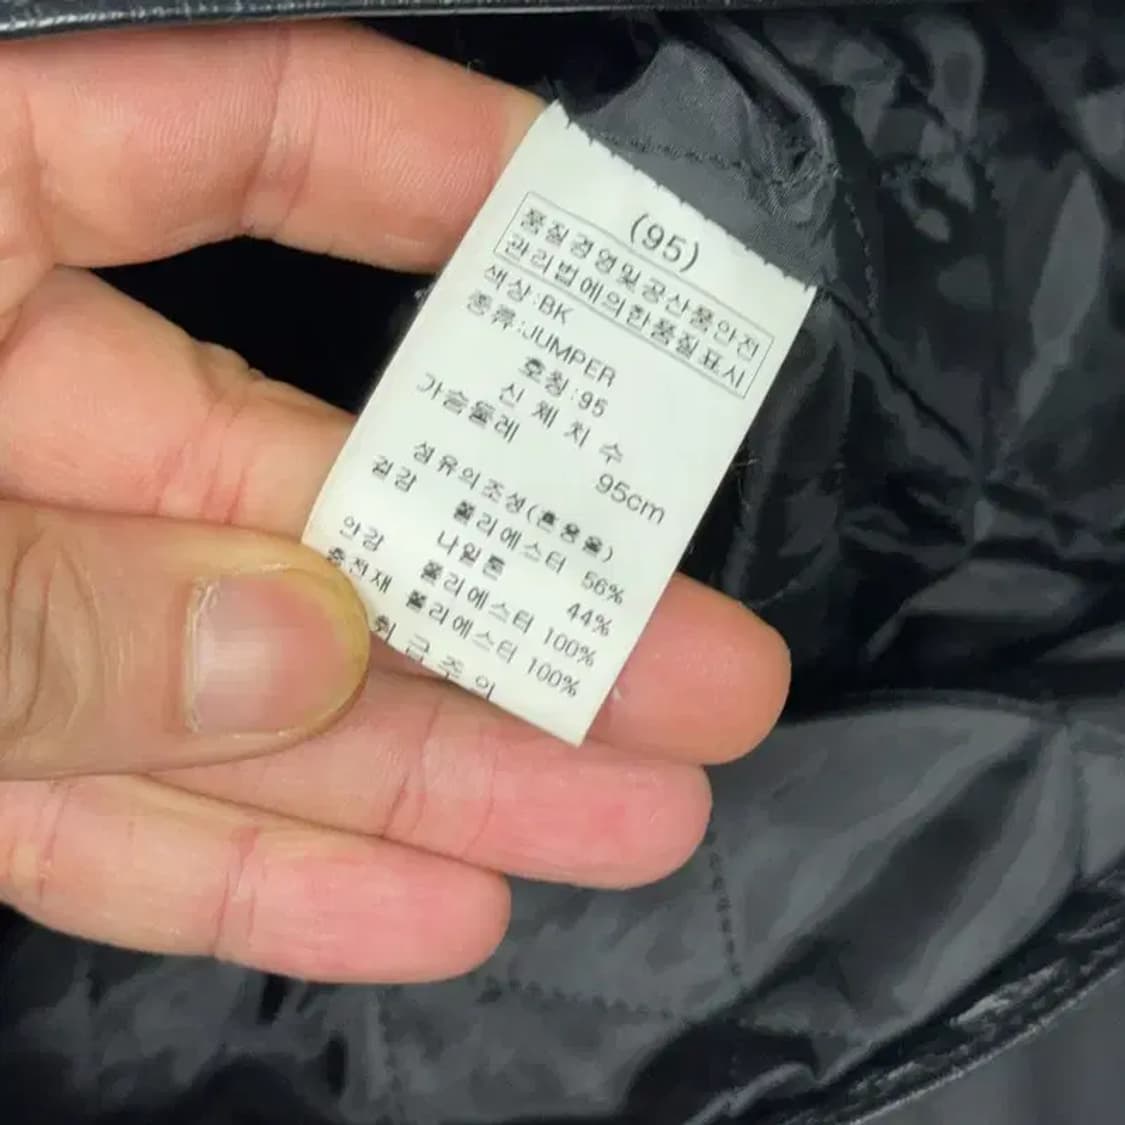 (95)
품질경영및공산품안전
관리법에의한품질표시
색상:BK
종류:JUMPER
호칭:95
신 체 치 수
가슴둘레 95cm
섬유의조성(혼용율)
겉감 폴리에스터 56%
나일론 44%
안감 폴리에스터 100%
충전재 폴리에스터 100%
취 급 주 의